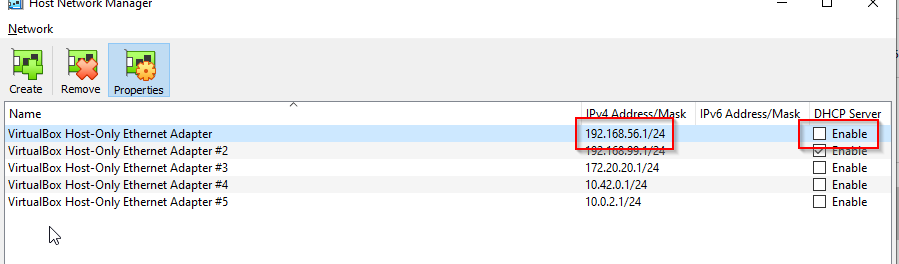 Host Network Manager
Network
Create Remove Properties
Name IPv4 Address/Mask IPv6 Address/Mask DHCP Server
VirtualBox Host-Only Ethernet Adapter 192.168.56.1/24 Enable
VirtualBox Host-Only Ethernet Adapter #2 192.168.99.1/24 Enable
VirtualBox Host-Only Ethernet Adapter #3 172.20.20.1/24 Enable
VirtualBox Host-Only Ethernet Adapter #4 10.42.0.1/24 Enable
VirtualBox Host-Only Ethernet Adapter #5 10.0.2.1/24 Enable